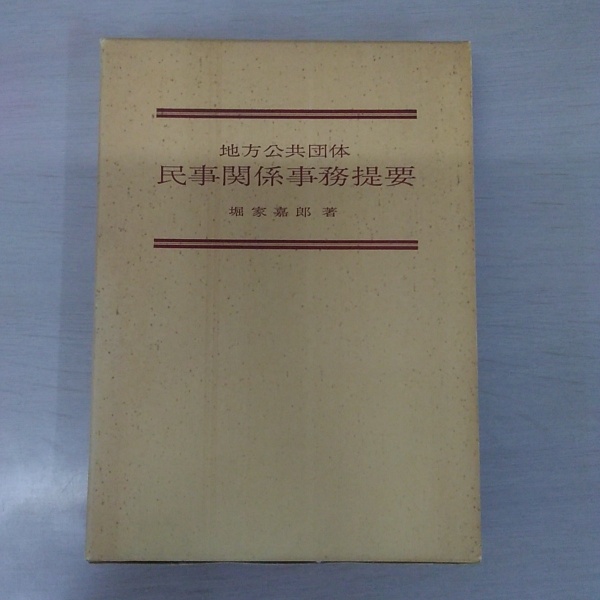 地方公共団体
民事関係事務提要
堀家嘉郎 著